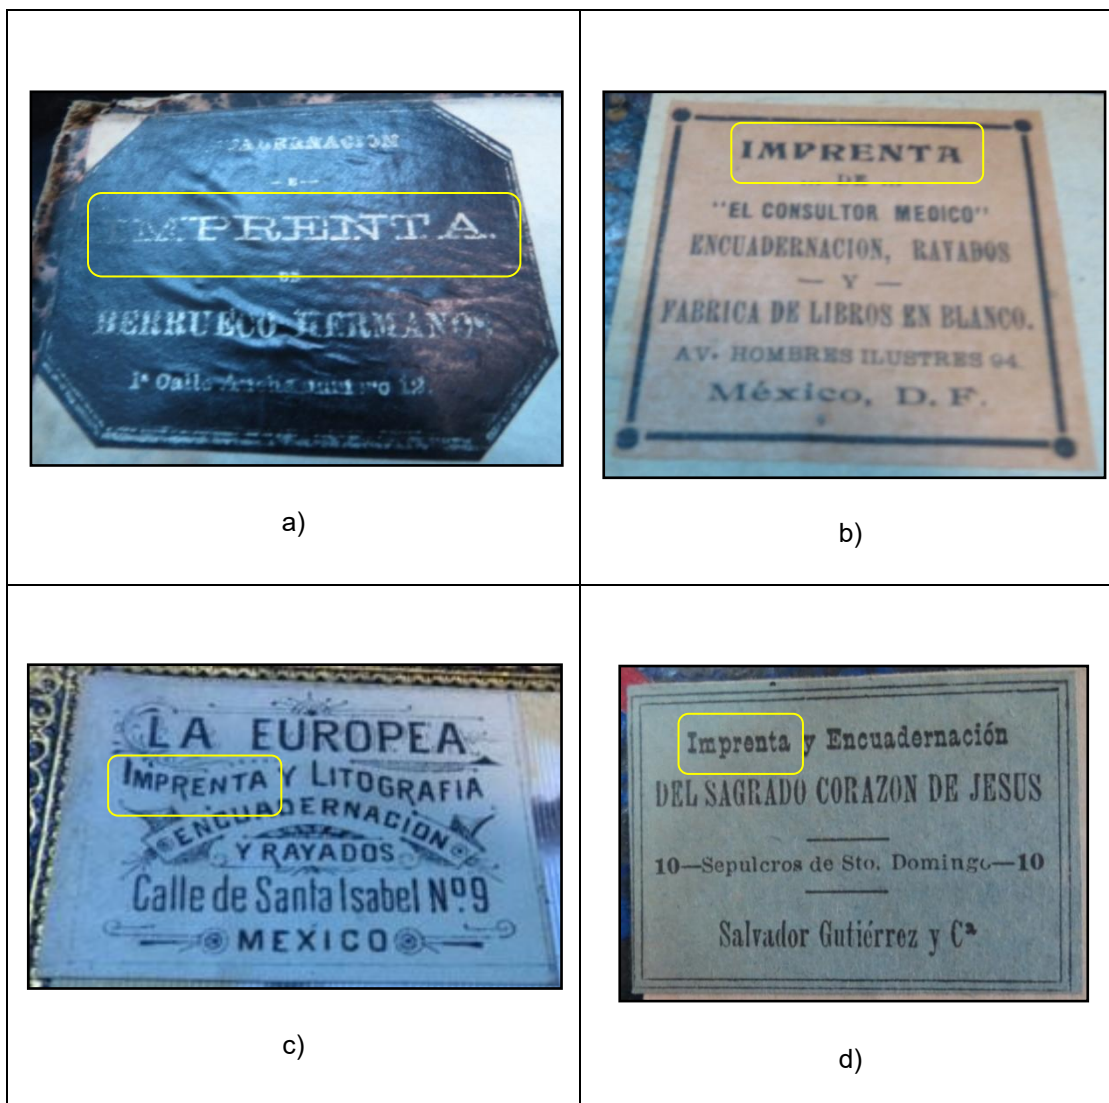 IMPRENTA.
DE
BERRUECO HERMANOS
1ª Calle 12.
a)
IMPRENTA
... DE ...
"EL CONSULTOR MEDICO"
ENCUADERNACION, RAYADOS
— Y —
FABRICA DE LIBROS EN BLANCO.
AV. HOMBRES ILUSTRES 94.
México, D. F.
b)
LA EUROPEA
IMPRENTA Y LITOGRAFIA
ENCUADERNACION
Y RAYADOS
Calle de Santa Isabel Nº 9
MEXICO
c)
Imprenta y Encuadernación
DEL SAGRADO CORAZON DE JESUS
10—Sepulcros de Sto. Domingo—10
Salvador Gutiérrez y Cª
d)